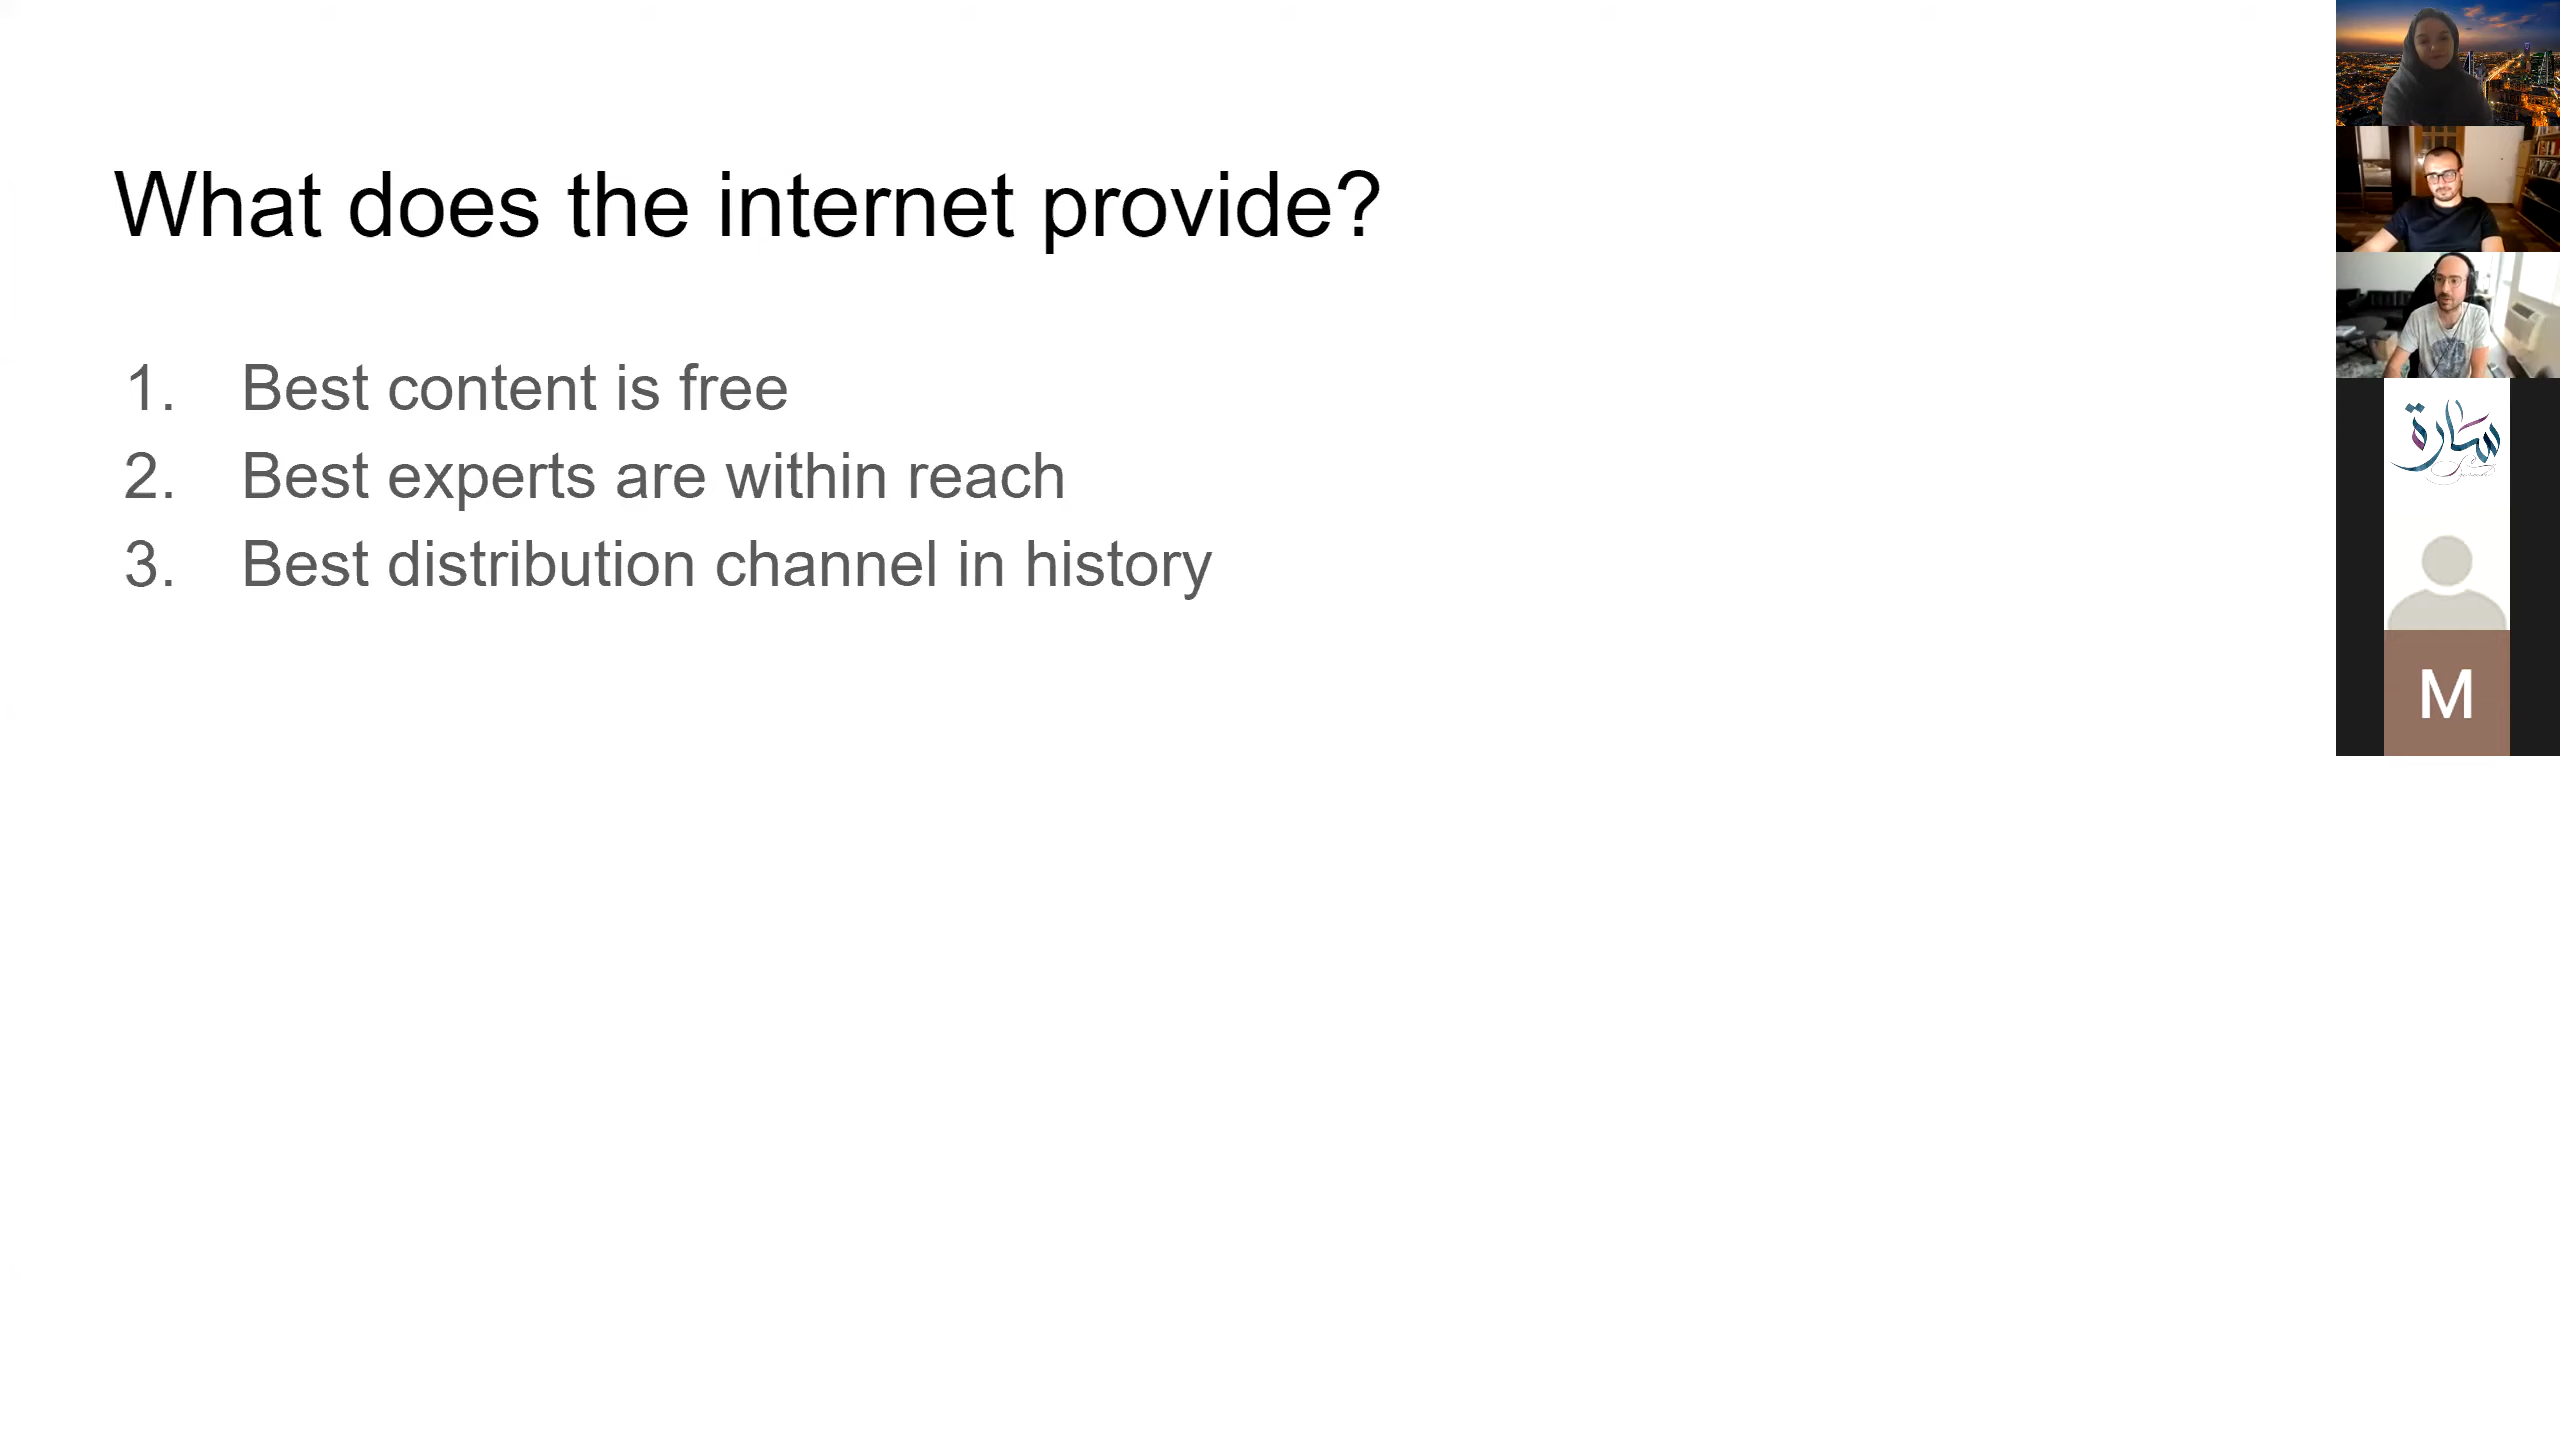 What does the internet provide?
1. Best content is free
2. Best experts are within reach
3. Best distribution channel in history
سارة
M